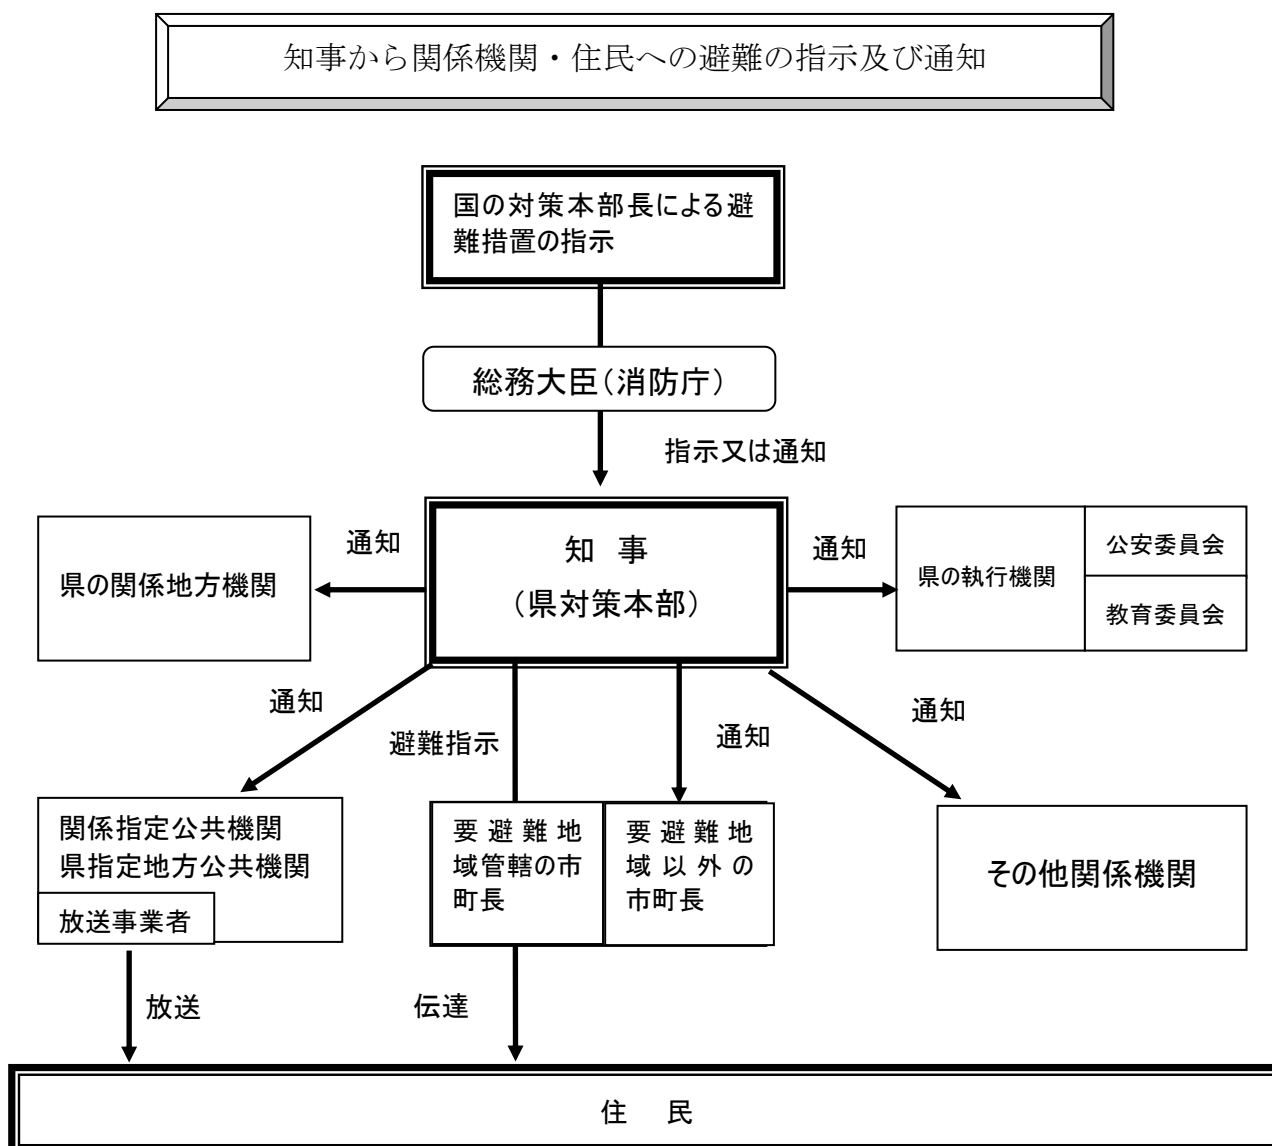 知事から関係機関・住民への避難の指示及び通知
国の対策本部長による避
難措置の指示
総務大臣(消防庁)
指示又は通知
通知
知 事
(県対策本部)
通知
県の関係地方機関
県の執行機関
公安委員会
教育委員会
通知
避難指示
通知
通知
関係指定公共機関
県指定地方公共機関
放送事業者
要避難地
域管轄の市
町長
要避難地
域以外の
市町長
その他関係機関
放送
伝達
住 民